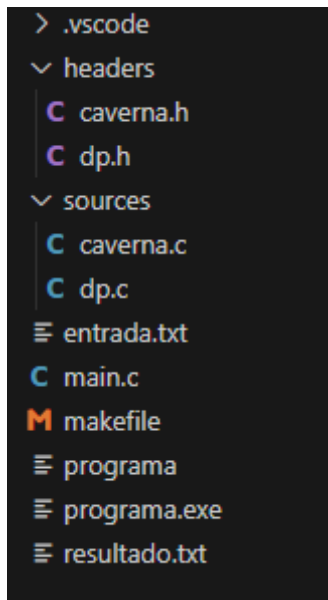 .vscode
headers
C caverna.h
C dp.h
sources
C caverna.c
C dp.c
entrada.txt
C main.c
M makefile
programa
programa.exe
resultado.txt